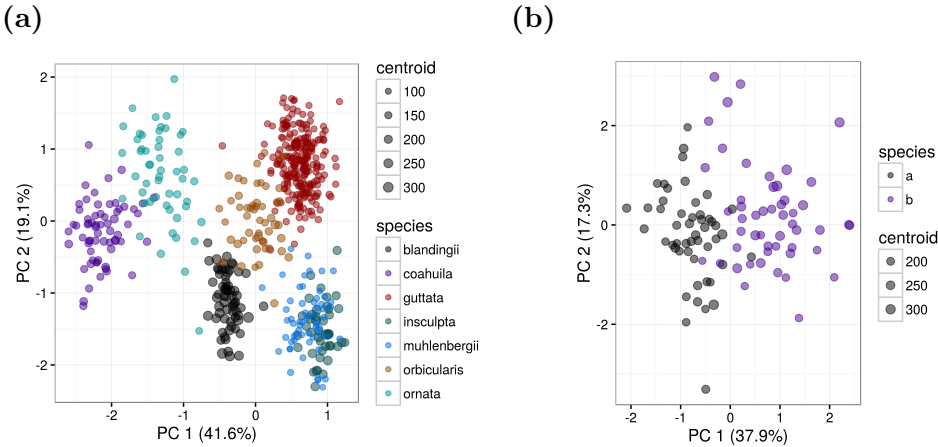 (a)
(b)
centroid
100
150
200
250
300
species
blandingii
coahuila
guttata
insculpta
muhlenbergii
orbicularis
ornata
PC 2 (19.1%)
2
1
0
-1
-2
-2
-1
0
1
PC 1 (41.6%)
PC 2 (17.3%)
2
0
-2
-2
-1
0
1
2
PC 1 (37.9%)
species
a
b
centroid
200
250
300